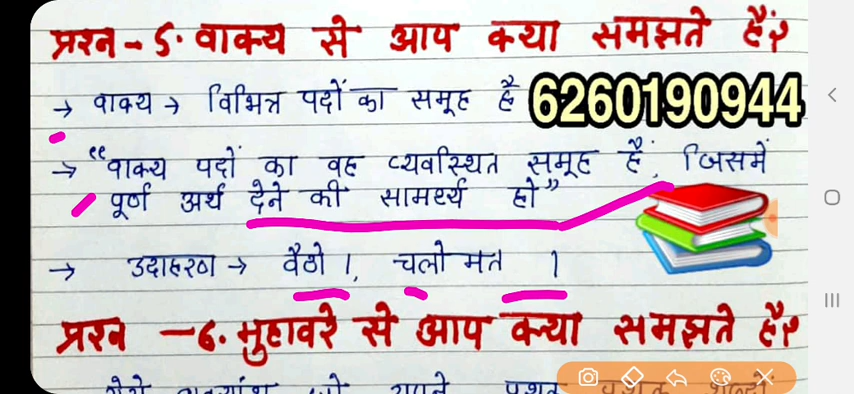 प्रश्न - 5. वाक्य से आप क्या समझते हैं?
→ वाक्य → विभिन्न पदों का समूह है 6260190944
→ "वाक्य पदों का वह व्यवस्थित समूह है, जिसमें
पूर्ण अर्थ देने की सामर्थ्य हो"
→ उदाहरण → बैठो।, चलो मत ।
प्रश्न - 6. मुहावरे से आप क्या समझते हैं?